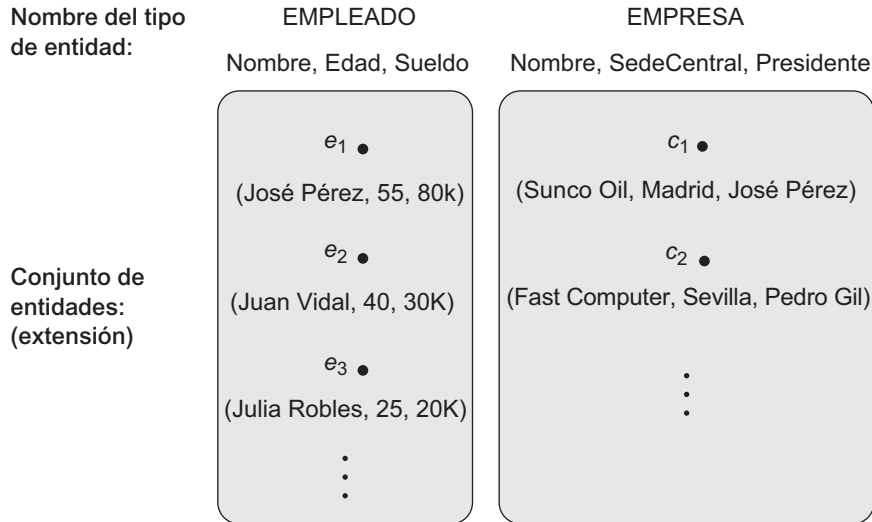 Nombre del tipo
de entidad:
EMPLEADO
EMPRESA
Nombre, Edad, Sueldo
Nombre, SedeCentral, Presidente
Conjunto de
entidades:
(extensión)
e1
(José Pérez, 55, 80k)
e2
(Juan Vidal, 40, 30K)
e3
(Julia Robles, 25, 20K)
c1
(Sunco Oil, Madrid, José Pérez)
c2
(Fast Computer, Sevilla, Pedro Gil)